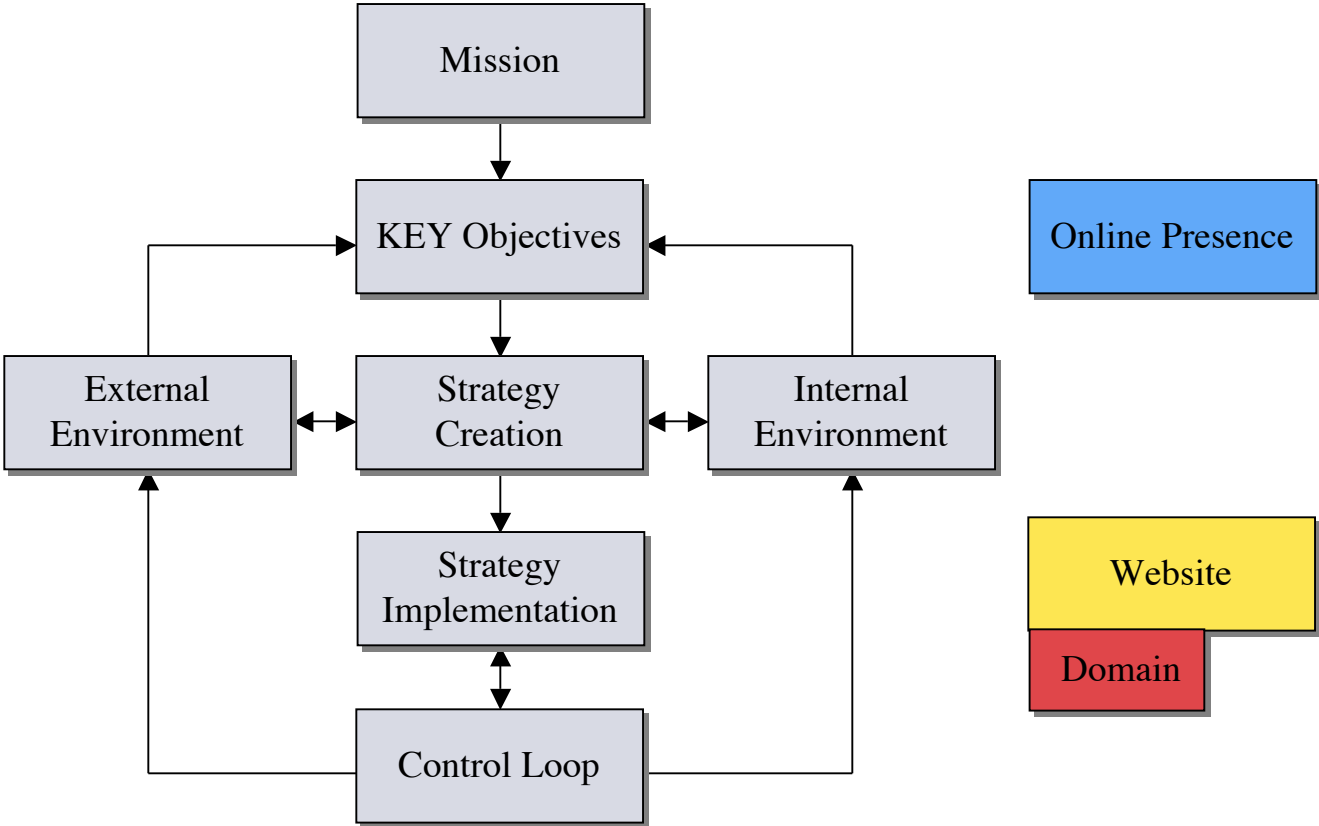 Mission
KEY Objectives
Online Presence
External
Environment
Strategy
Creation
Internal
Environment
Strategy
Implementation
Website
Domain
Control Loop